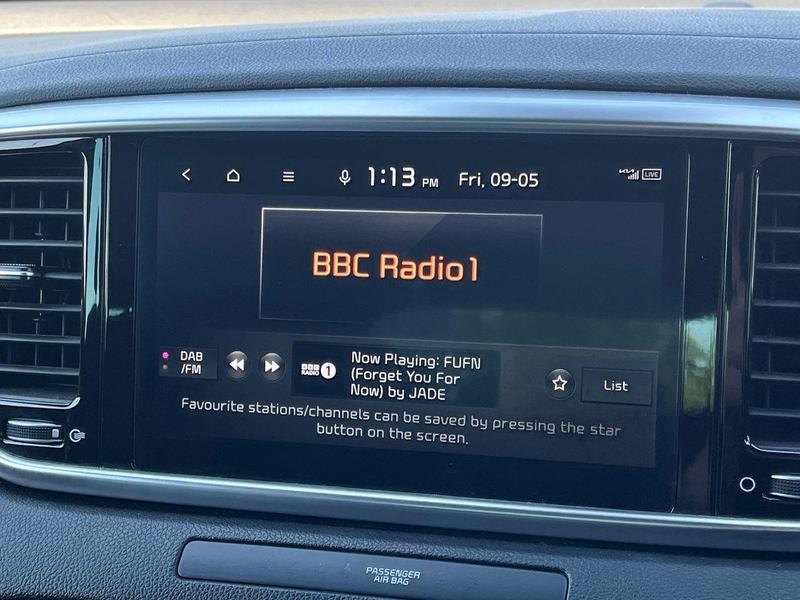 1:13 PM Fri, 09-05 LIVE
BBC Radio1
DAB
/FM
BBC
RADIO 1
Now Playing: FUFN
(Forget You For
Now) by JADE
List
Favourite stations/channels can be saved by pressing the star
button on the screen.
PASSENGER
AIR BAG